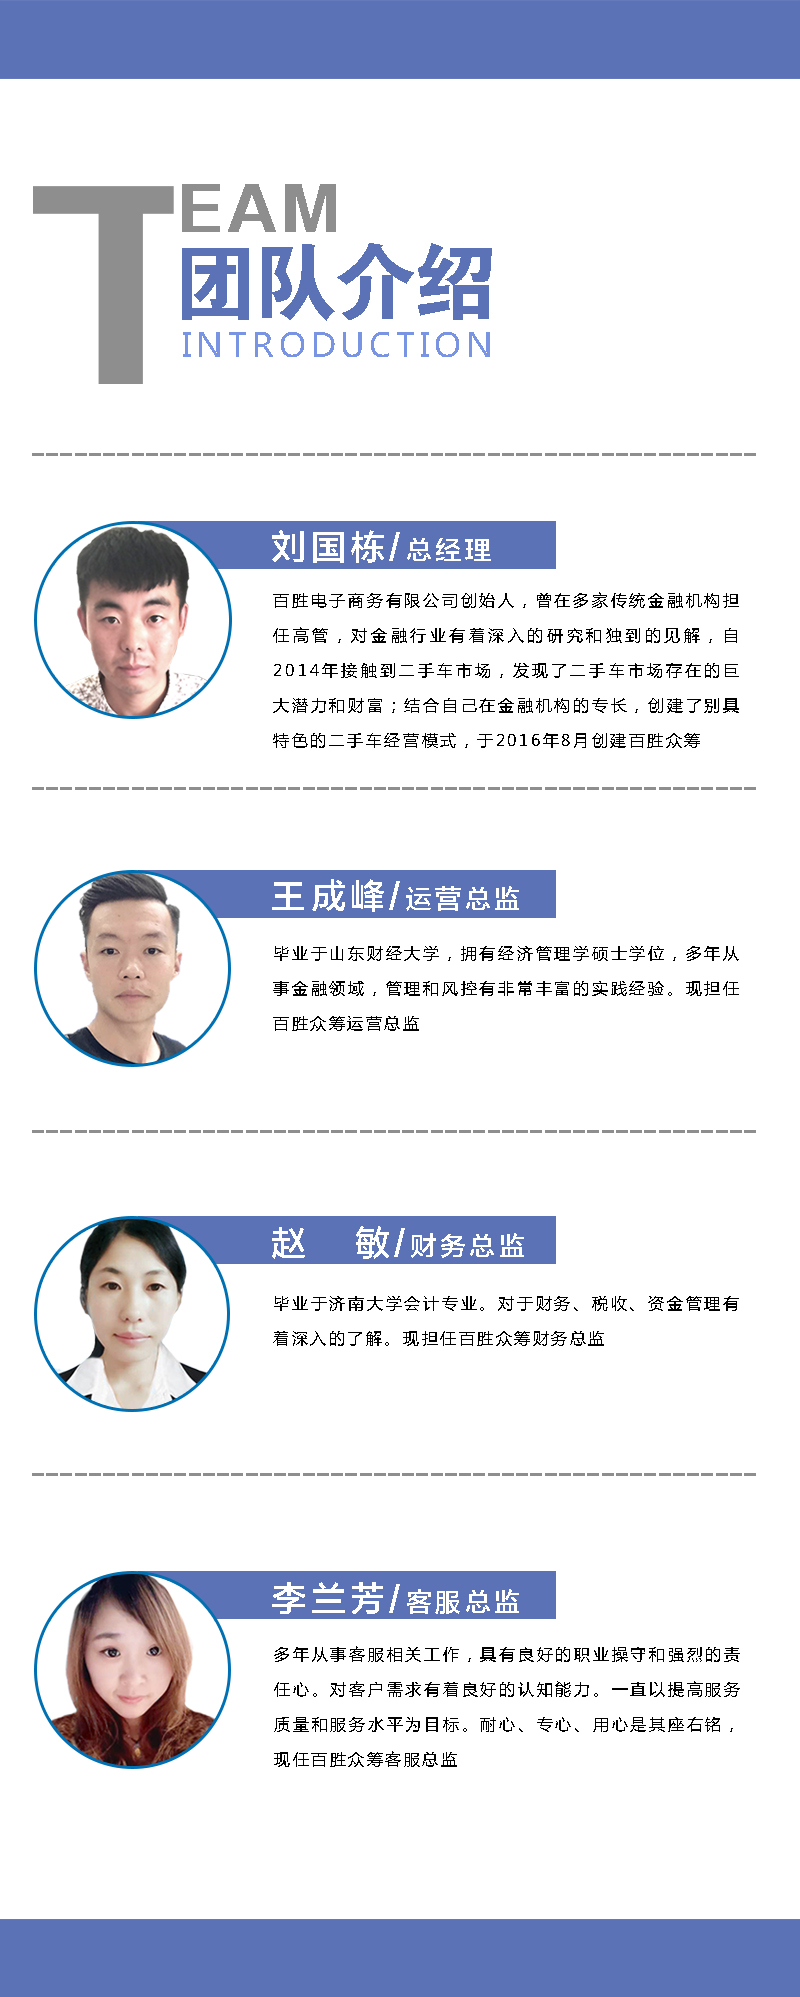 TEAM
团队介绍
INTRODUCTION
刘国栋/总经理
百胜电子商务有限公司创始人，曾在多家传统金融机构担
任高管，对金融行业有着深入的研究和独到的见解，自
2014年接触到二手车市场，发现了二手车市场存在的巨
大潜力和财富；结合自己在金融机构的专长，创建了别具
特色的二手车经营模式，于2016年8月创建百胜众筹
王成峰/运营总监
毕业于山东财经大学，拥有经济管理学硕士学位，多年从
事金融领域，管理和风控有非常丰富的实践经验。现担任
百胜众筹运营总监
赵 敏/财务总监
毕业于济南大学会计专业。对于财务、税收、资金管理有
着深入的了解。现担任百胜众筹财务总监
李兰芳/客服总监
多年从事客服相关工作，具有良好的职业操守和强烈的责
任心。对客户需求有着良好的认知能力。一直以提高服务
质量和服务水平为目标。耐心、专心、用心是其座右铭，
现任百胜众筹客服总监